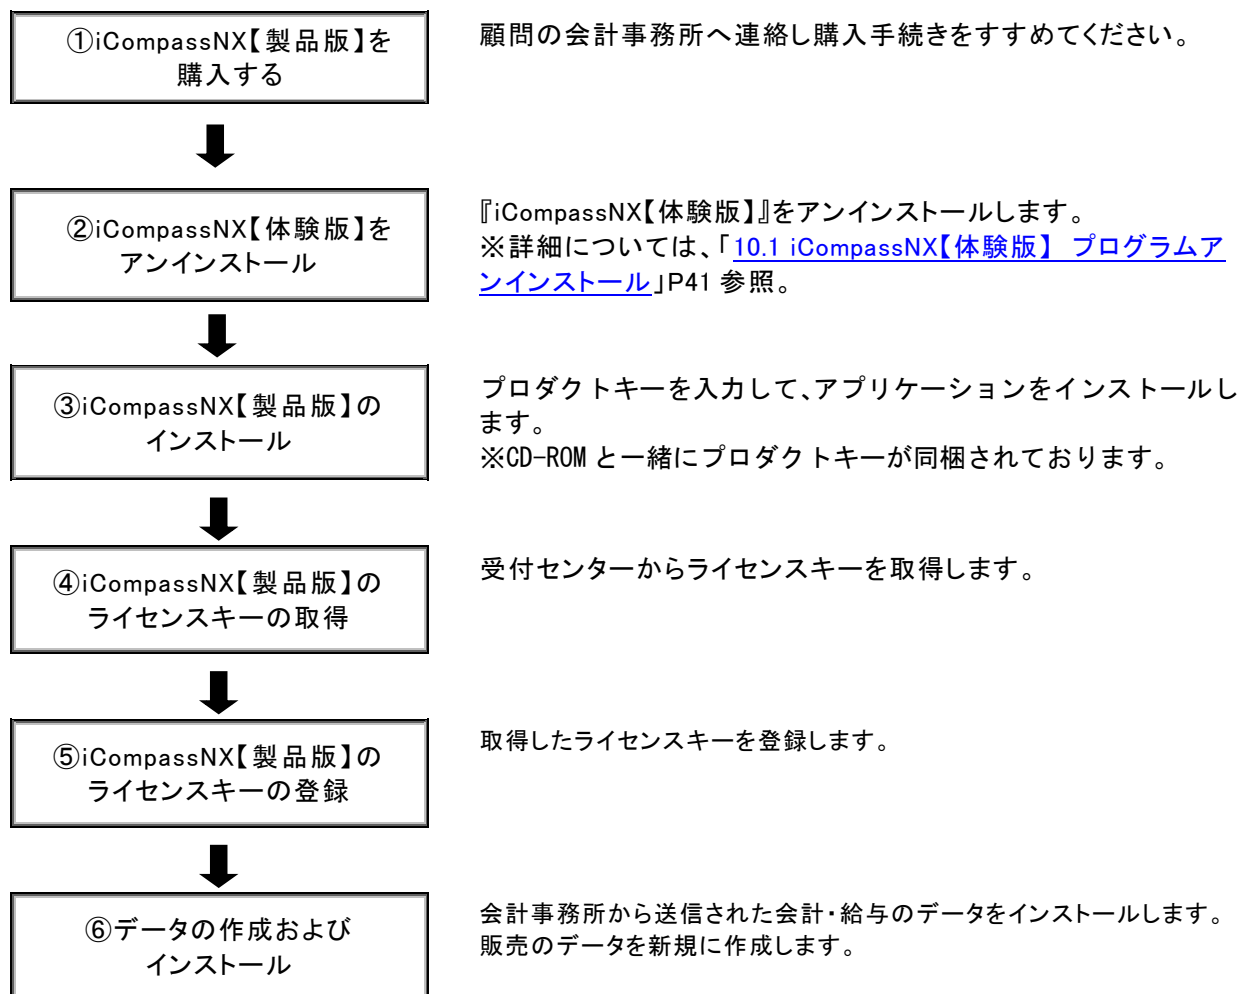 ①iCompassNX【製品版】を
購入する
顧問の会計事務所へ連絡し購入手続きをすすめてください。
②iCompassNX【体験版】を
アンインストール
『iCompassNX【体験版】』をアンインストールします。
※詳細については、「10.1 iCompassNX【体験版】 プログラムア
ンインストール」P41 参照。
③iCompassNX【製品版】の
インストール
プロダクトキーを入力して、アプリケーションをインストールし
ます。
※CD-ROM と一緒にプロダクトキーが同梱されております。
④iCompassNX【製品版】の
ライセンスキーの取得
受付センターからライセンスキーを取得します。
⑤iCompassNX【製品版】の
ライセンスキーの登録
取得したライセンスキーを登録します。
⑥データの作成および
インストール
会計事務所から送信された会計・給与のデータをインストールします。
販売のデータを新規に作成します。